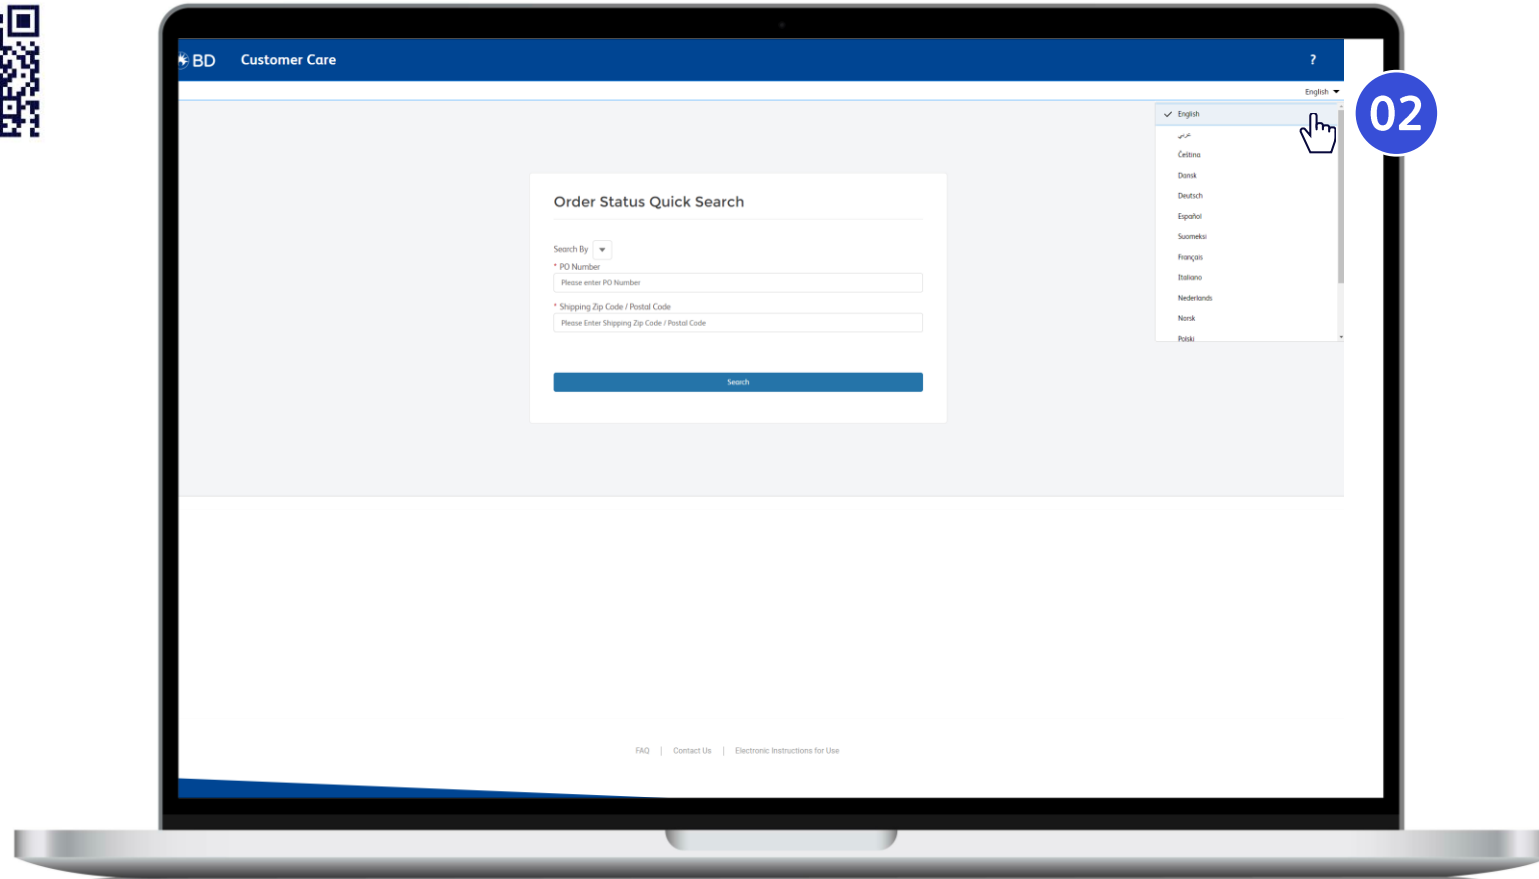 BD Customer Care ?
English
02
English
عربي
Čeština
Dansk
Deutsch
Español
Suomeksi
Français
Italiano
Nederlands
Norsk
Polski
Order Status Quick Search
Search By
* PO Number
Please enter PO Number
* Shipping Zip Code / Postal Code
Please Enter Shipping Zip Code / Postal Code
Search
FAQ | Contact Us | Electronic Instructions for Use